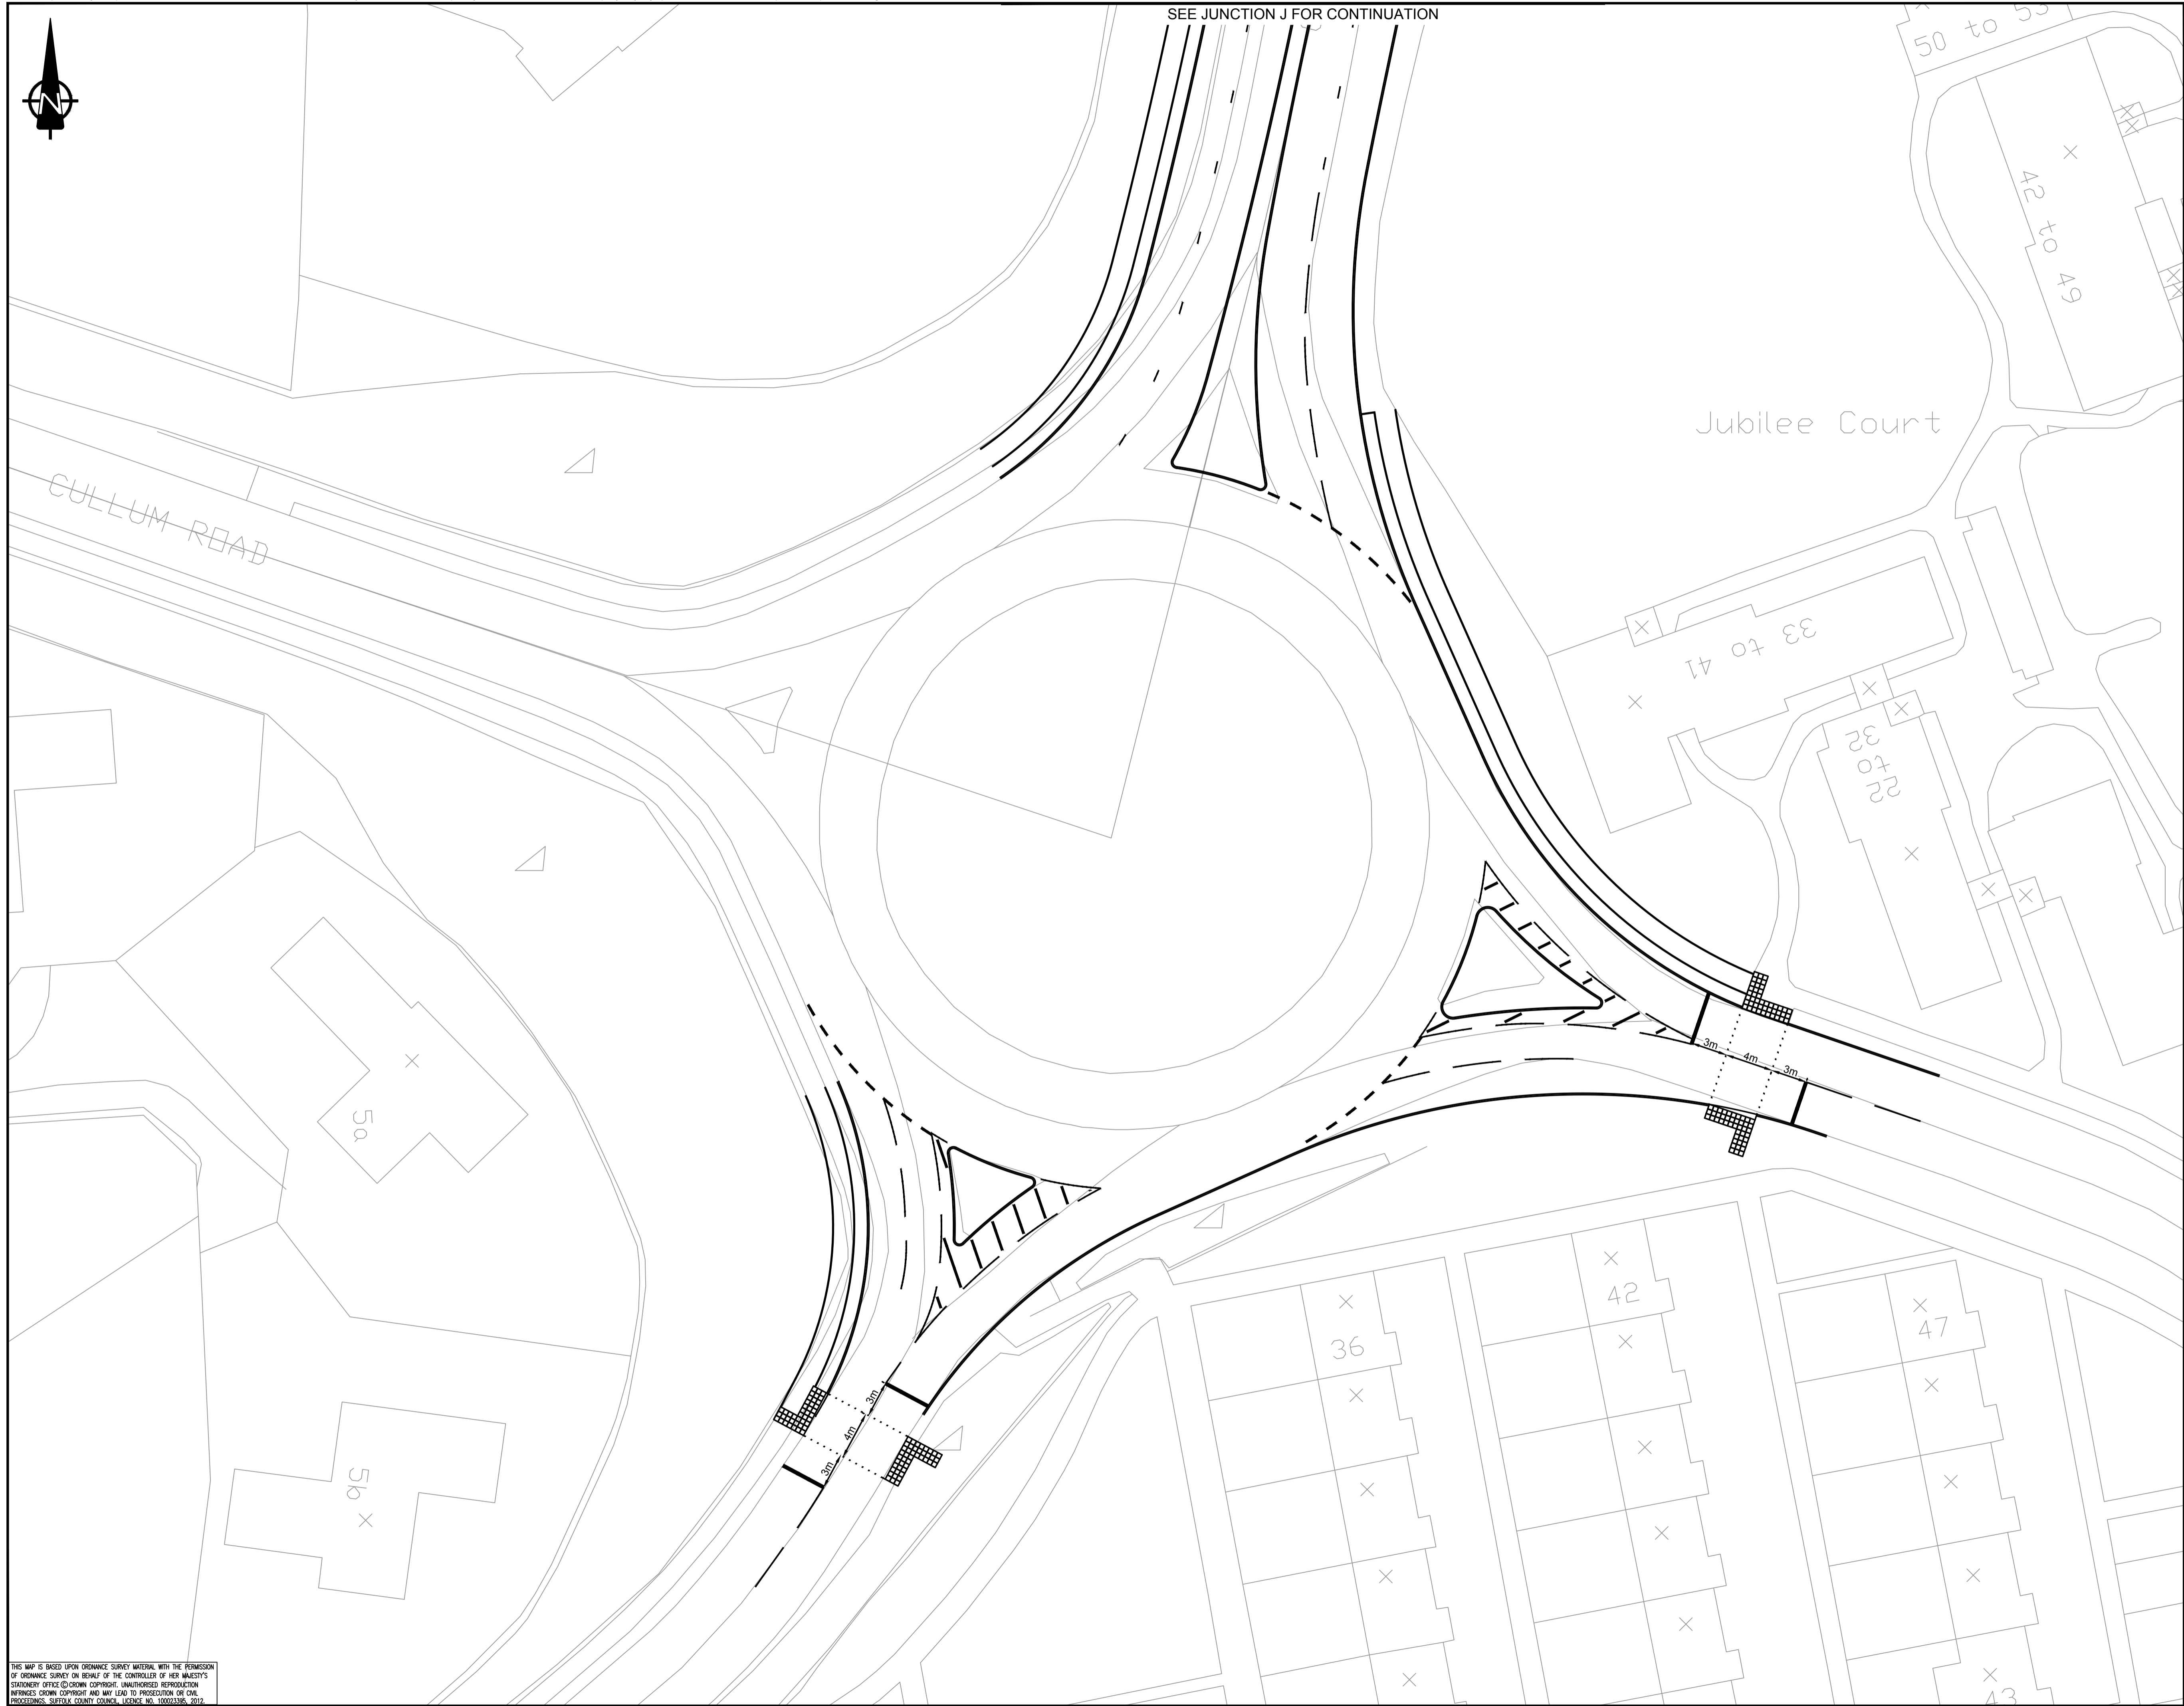 SEE JUNCTION J FOR CONTINUATION
N
50 to 53
42 to 49
Jubilee Court
CULLUM ROAD
33 to 41
25 to 32
3m
4m
3m
5b
3m
4m
3m
36
42
47
5a
43
THIS MAP IS BASED UPON ORDNANCE SURVEY MATERIAL WITH THE PERMISSION
OF ORDNANCE SURVEY ON BEHALF OF THE CONTROLLER OF HER MAJESTY'S
STATIONERY OFFICE © CROWN COPYRIGHT. UNAUTHORISED REPRODUCTION
INFRINGES CROWN COPYRIGHT AND MAY LEAD TO PROSECUTION OR CIVIL
PROCEEDINGS. SUFFOLK COUNTY COUNCIL, LICENCE NO. 100023395, 2012.